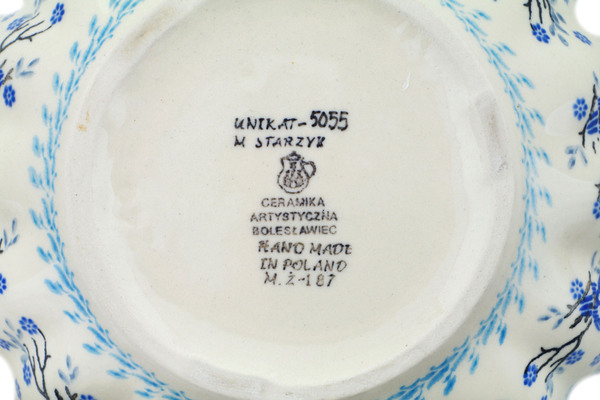 UNIKAT-5055
M STARZYK
CERAMIKA
ARTYSTYCZNA
BOLESŁAWIEC
HAND MADE
IN POLAND
M.Ż-187